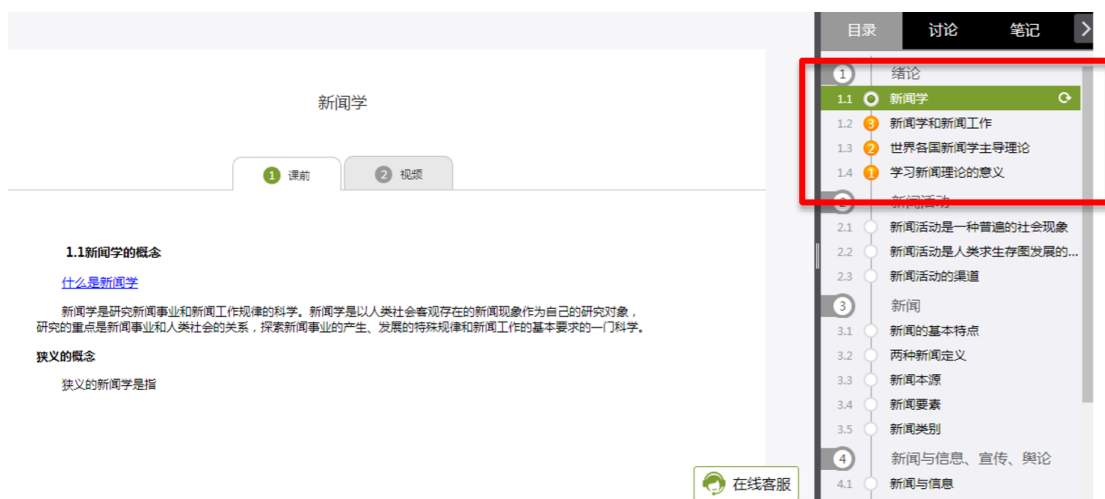 新闻学
1 课前
2 视频
1.1新闻学的概念
什么是新闻学
新闻学是研究新闻事业和新闻工作规律的科学。新闻学是以人类社会客观存在的新闻现象作为自己的研究对象，
研究的重点是新闻事业和人类社会的关系，探索新闻事业的产生、发展的特殊规律和新闻工作的基本要求的一门科学。
狭义的概念
狭义的新闻学是指
在线客服
目录 讨论 笔记
1 绪论
1.1 新闻学
1.2 3 新闻学和新闻工作
1.3 2 世界各国新闻学主导理论
1.4 1 学习新闻理论的意义
2 新闻活动
2.1 新闻活动是一种普遍的社会现象
2.2 新闻活动是人类求生存图发展的...
2.3 新闻活动的渠道
3 新闻
3.1 新闻的基本特点
3.2 两种新闻定义
3.3 新闻本源
3.4 新闻要素
3.5 新闻类别
4 新闻与信息、宣传、舆论
4.1 新闻与信息